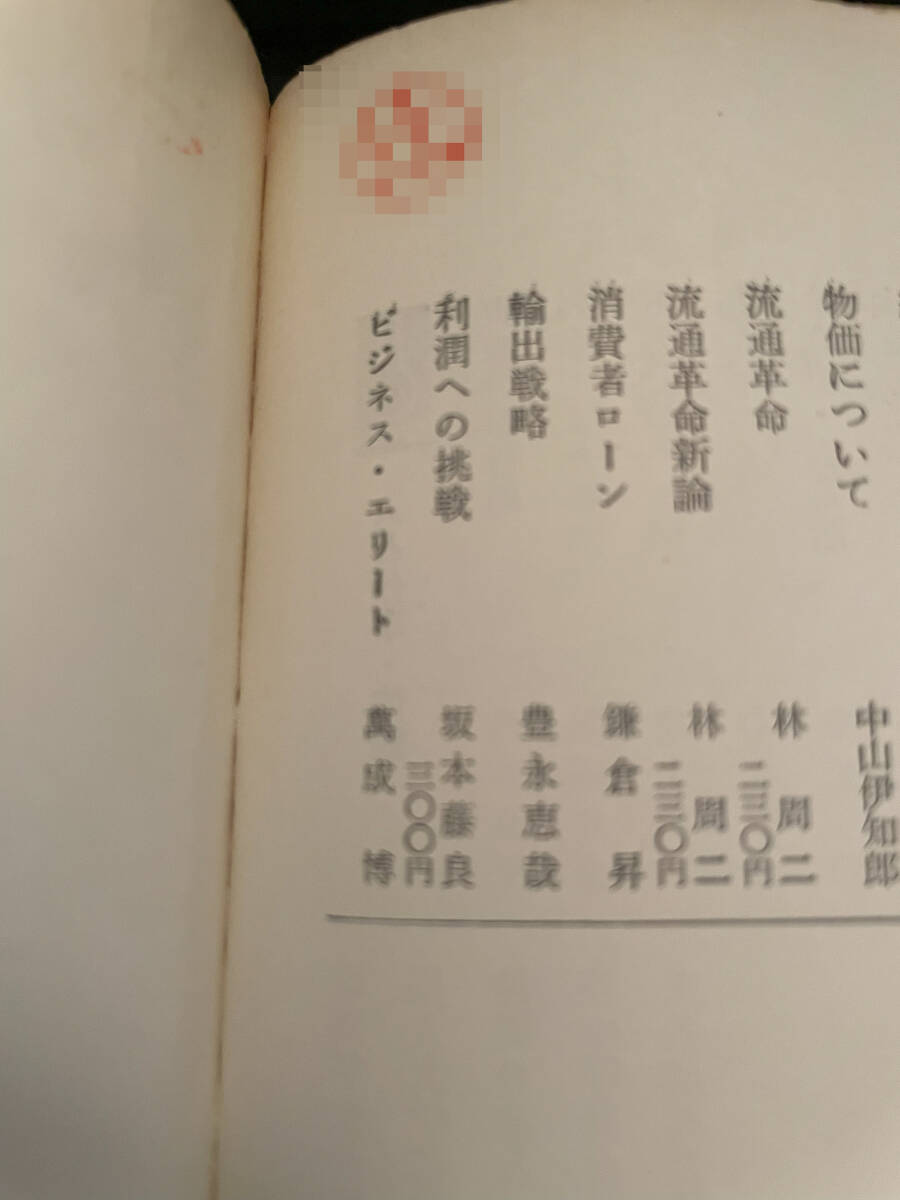 物価について　中山伊知郎
流通革命　林周二
二三〇円
流通革命新論　林周二
二三〇円
消費者ローン　鎌倉昇
輸出戦略　豊永恵哉
利潤への挑戦　坂本藤良
三〇〇円
ビジネス・エリート　萬成博